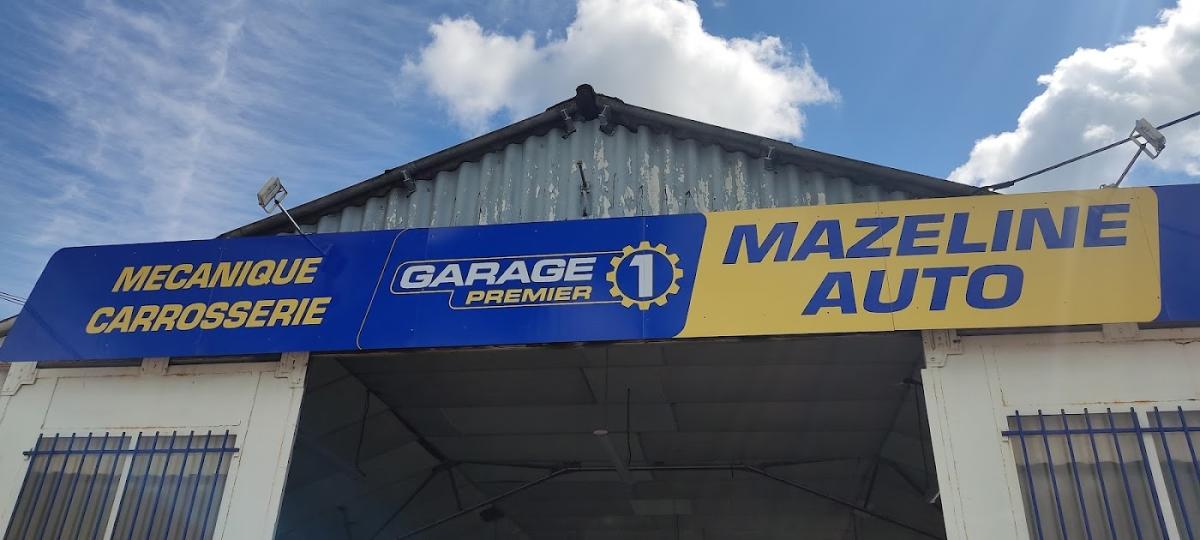 MECANIQUE
CARROSSERIE
GARAGE
PREMIER
1
MAZELINE
AUTO